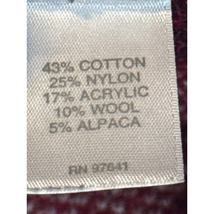 43% COTTON
25% NYLON
17% ACRYLIC
10% WOOL
5% ALPACA
RN 97641